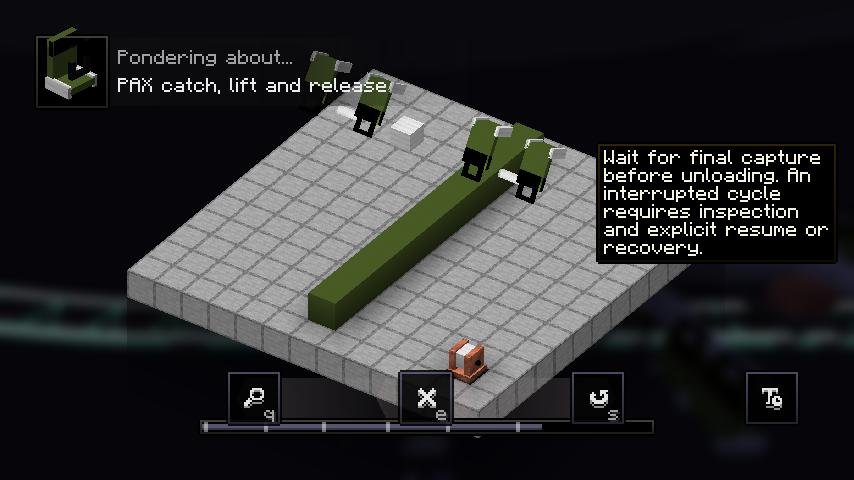 Pondering about...
PAX catch, lift and release
Wait for final capture
before unloading. An
interrupted cycle
requires inspection
and explicit resume or
recovery.
q
e
s
T